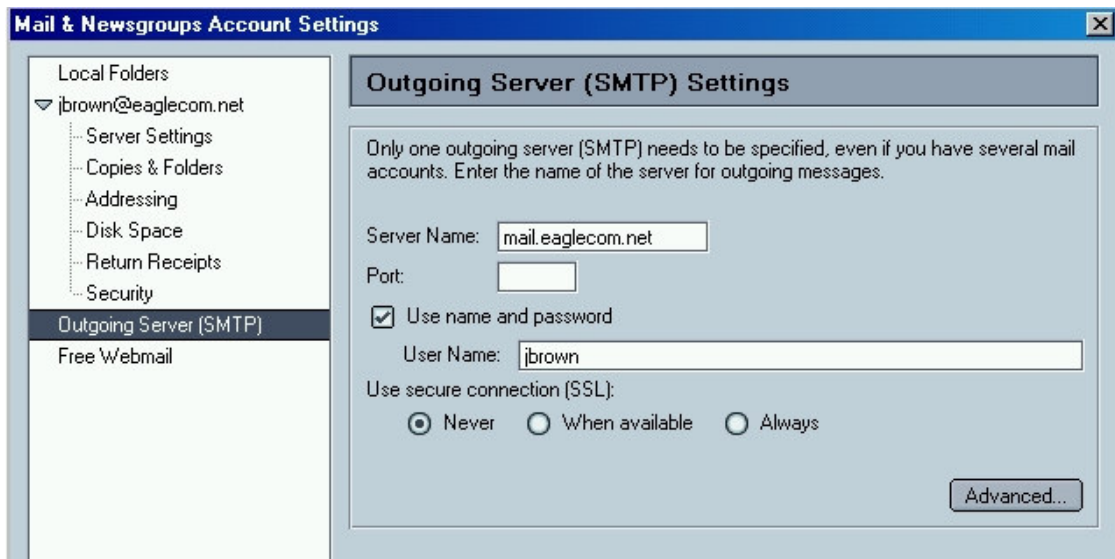 Mail & Newsgroups Account Settings
Local Folders
jbrown@eaglecom.net
Server Settings
Copies & Folders
Addressing
Disk Space
Return Receipts
Security
Outgoing Server (SMTP)
Free Webmail
Outgoing Server (SMTP) Settings
Only one outgoing server (SMTP) needs to be specified, even if you have several mail
accounts. Enter the name of the server for outgoing messages.
Server Name: mail.eaglecom.net
Port:
Use name and password
User Name: jbrown
Use secure connection (SSL):
Never When available Always
Advanced...